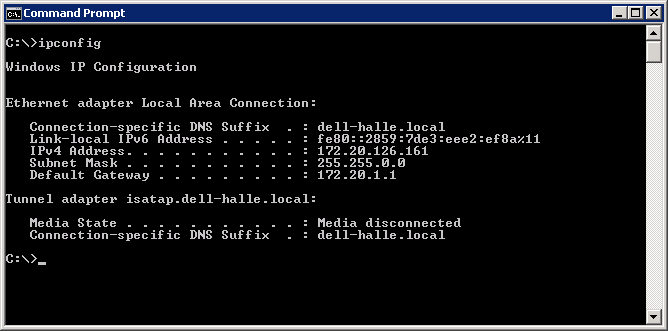 Command Prompt
C:\>ipconfig
Windows IP Configuration
Ethernet adapter Local Area Connection:
Connection-specific DNS Suffix . : dell-halle.local
Link-local IPv6 Address . . . . . : fe80::2859:7de3:eee2:ef8a%11
IPv4 Address. . . . . . . . . . . : 172.20.126.161
Subnet Mask . . . . . . . . . . . : 255.255.0.0
Default Gateway . . . . . . . . . : 172.20.1.1
Tunnel adapter isatap.dell-halle.local:
Media State . . . . . . . . . . . : Media disconnected
Connection-specific DNS Suffix . : dell-halle.local
C:\>_